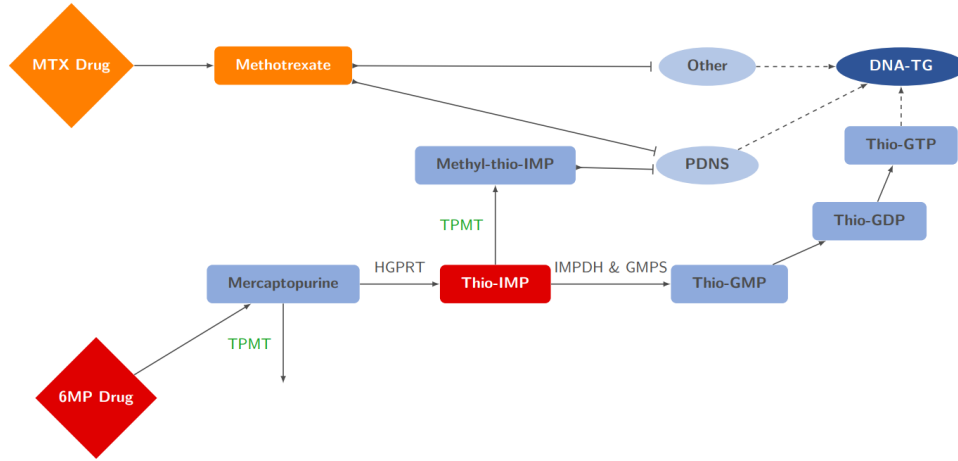 MTX Drug
Methotrexate
Other
DNA-TG
Thio-GTP
Methyl-thio-IMP
PDNS
TPMT
Thio-GDP
HGPRT
IMPDH & GMPS
Mercaptopurine
Thio-IMP
Thio-GMP
TPMT
6MP Drug